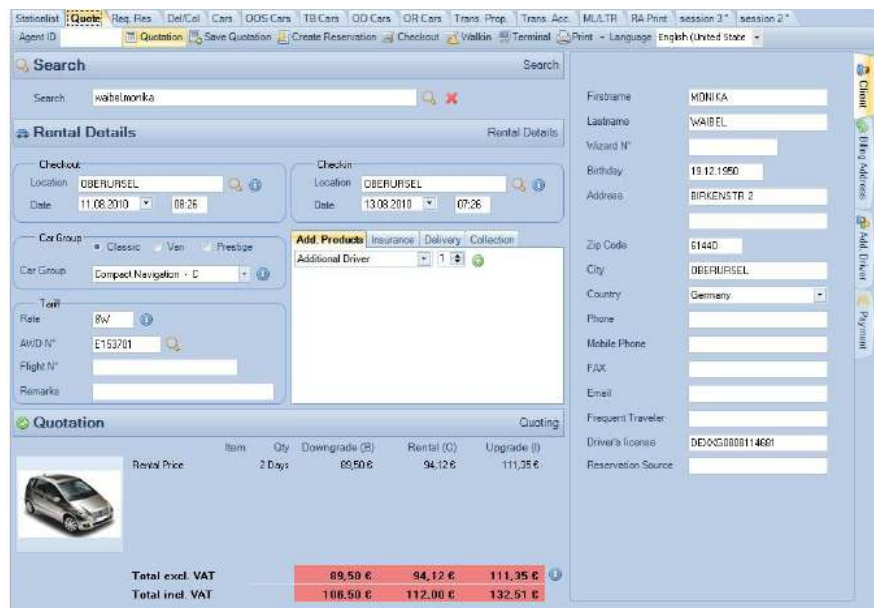 Stationlist Quote Req. Res. Del/Col Cars OOS Cars TB Cars OD Cars OR Cars Trans. Prop. Trans. Acc. ML/LTR RA Print session 3* session 2*
Agent ID Quotation Save Quotation Create Reservation Checkout Walkin Terminal Print - Language English (United State
Search Search
Search waibel,monika
Rental Details Rental Details
Checkout Checkin
Location OBERURSEL Location OBERURSEL
Date 11.08.2010 08:26 Date 13.08.2010 07:26
Car Group Classic Van Prestige
Car Group Compact Navigation - C
Add. Products Insurance Delivery Collection
Additional Driver 1
Tariff
Rate 8W
AWD N° E153701
Flight N°
Remarks
Quotation Quoting
Item Qty Downgrade (B) Rental (C) Upgrade (I)
Rental Price 2 Days 89,50 € 94,12 € 111,35 €
Total excl. VAT 89,50 € 94,12 € 111,35 €
Total incl. VAT 106,50 € 112,00 € 132,51 €
Firstname MONIKA
Lastname WAIBEL
Wizard N°
Birthday 19.12.1950
Address BIRKENSTR 2
Zip Code 61440
City OBERURSEL
Country Germany
Phone
Mobile Phone
FAX
Email
Frequent Traveler
Driver's license
Reservation Source
Client
Billing Address
Add. Driver
Payment